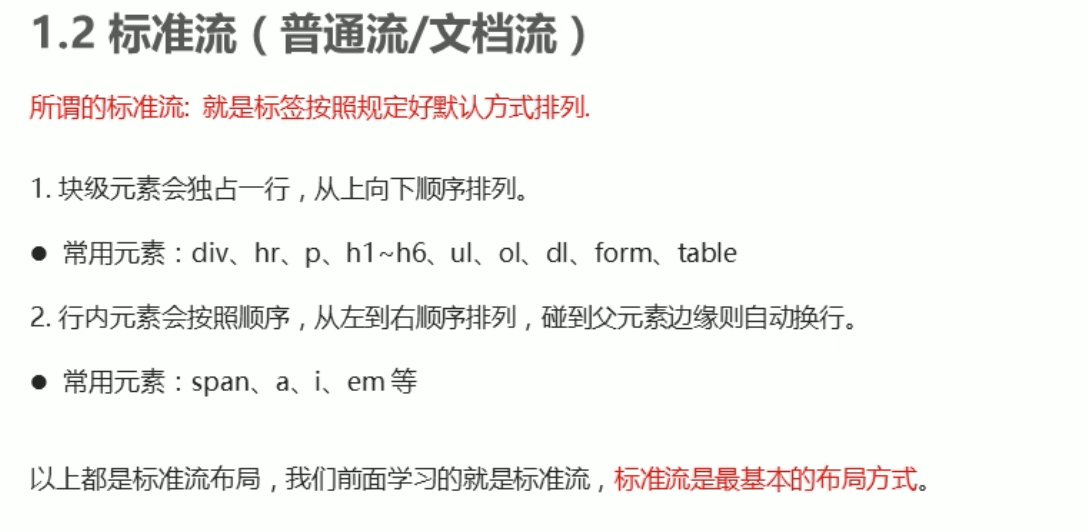 1.2 标准流（普通流/文档流）
所谓的标准流: 就是标签按照规定好默认方式排列.
1. 块级元素会独占一行，从上向下顺序排列。
● 常用元素：div、hr、p、h1~h6、ul、ol、dl、form、table
2. 行内元素会按照顺序，从左到右顺序排列，碰到父元素边缘则自动换行。
● 常用元素：span、a、i、em 等
以上都是标准流布局，我们前面学习的就是标准流，标准流是最基本的布局方式。